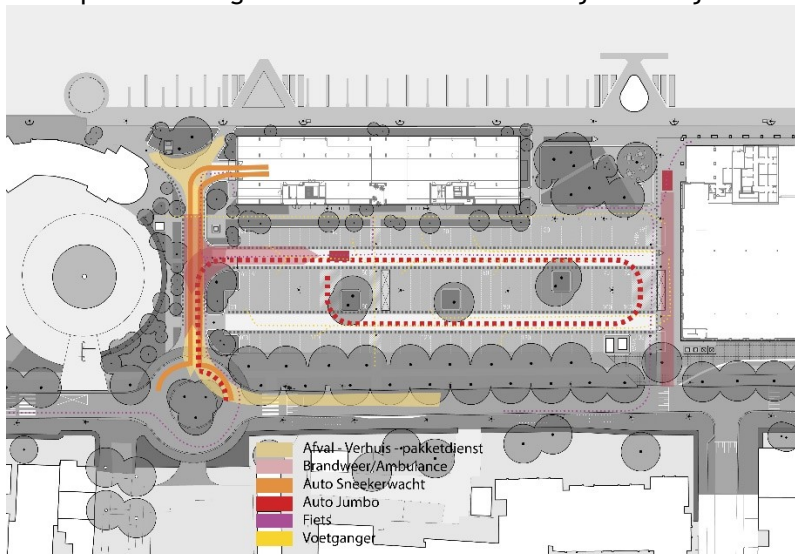 Afval - Verhuis - pakketdienst
Brandweer/Ambulance
Auto Sneekerwacht
Auto Jumbo
Fiets
Voetganger